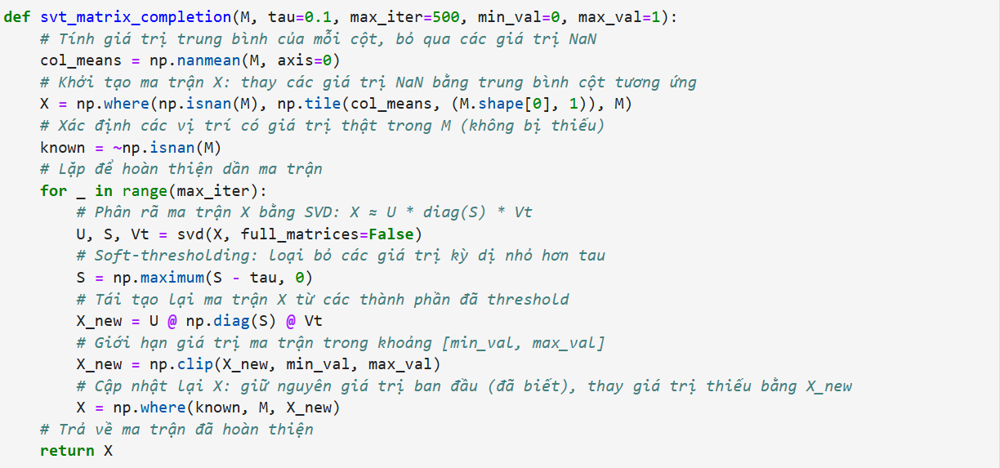 def svt_matrix_completion(M, tau=0.1, max_iter=500, min_val=0, max_val=1):
    # Tính giá trị trung bình của mỗi cột, bỏ qua các giá trị NaN
    col_means = np.nanmean(M, axis=0)
    # Khởi tạo ma trận X: thay các giá trị NaN bằng trung bình cột tương ứng
    X = np.where(np.isnan(M), np.tile(col_means, (M.shape[0], 1)), M)
    # Xác định các vị trí có giá trị thật trong M (không bị thiếu)
    known = ~np.isnan(M)
    # Lặp để hoàn thiện dần ma trận
    for _ in range(max_iter):
        # Phân rã ma trận X bằng SVD: X ≈ U * diag(S) * Vt
        U, S, Vt = svd(X, full_matrices=False)
        # Soft-thresholding: loại bỏ các giá trị kỳ dị nhỏ hơn tau
        S = np.maximum(S - tau, 0)
        # Tái tạo lại ma trận X từ các thành phần đã threshold
        X_new = U @ np.diag(S) @ Vt
        # Giới hạn giá trị ma trận trong khoảng [min_val, max_val]
        X_new = np.clip(X_new, min_val, max_val)
        # Cập nhật lại X: giữ nguyên giá trị ban đầu (đã biết), thay giá trị thiếu bằng X_new
        X = np.where(known, M, X_new)
    # Trả về ma trận đã hoàn thiện
    return X